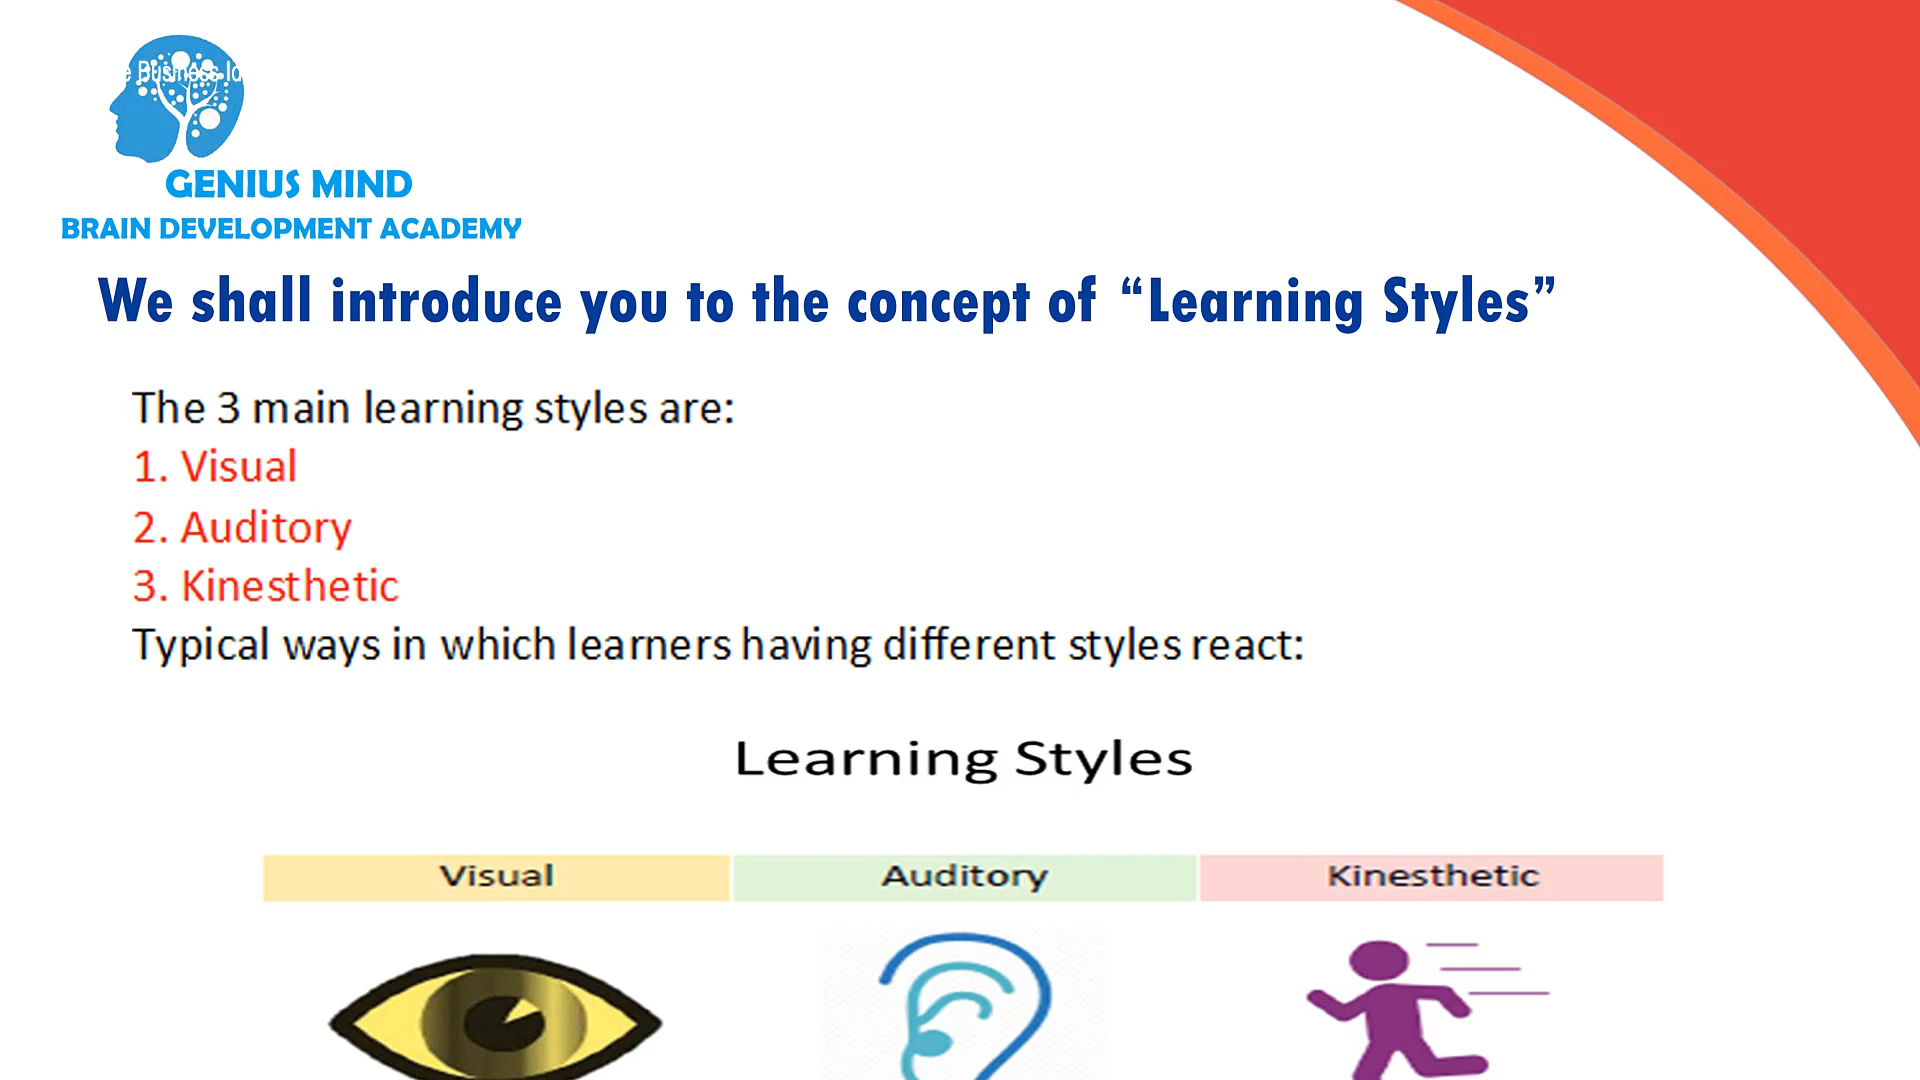 Business
GENIUS MIND
BRAIN DEVELOPMENT ACADEMY
We shall introduce you to the concept of “Learning Styles”
The 3 main learning styles are:
1. Visual
2. Auditory
3. Kinesthetic
Typical ways in which learners having different styles react:
Learning Styles
Visual
Auditory
Kinesthetic